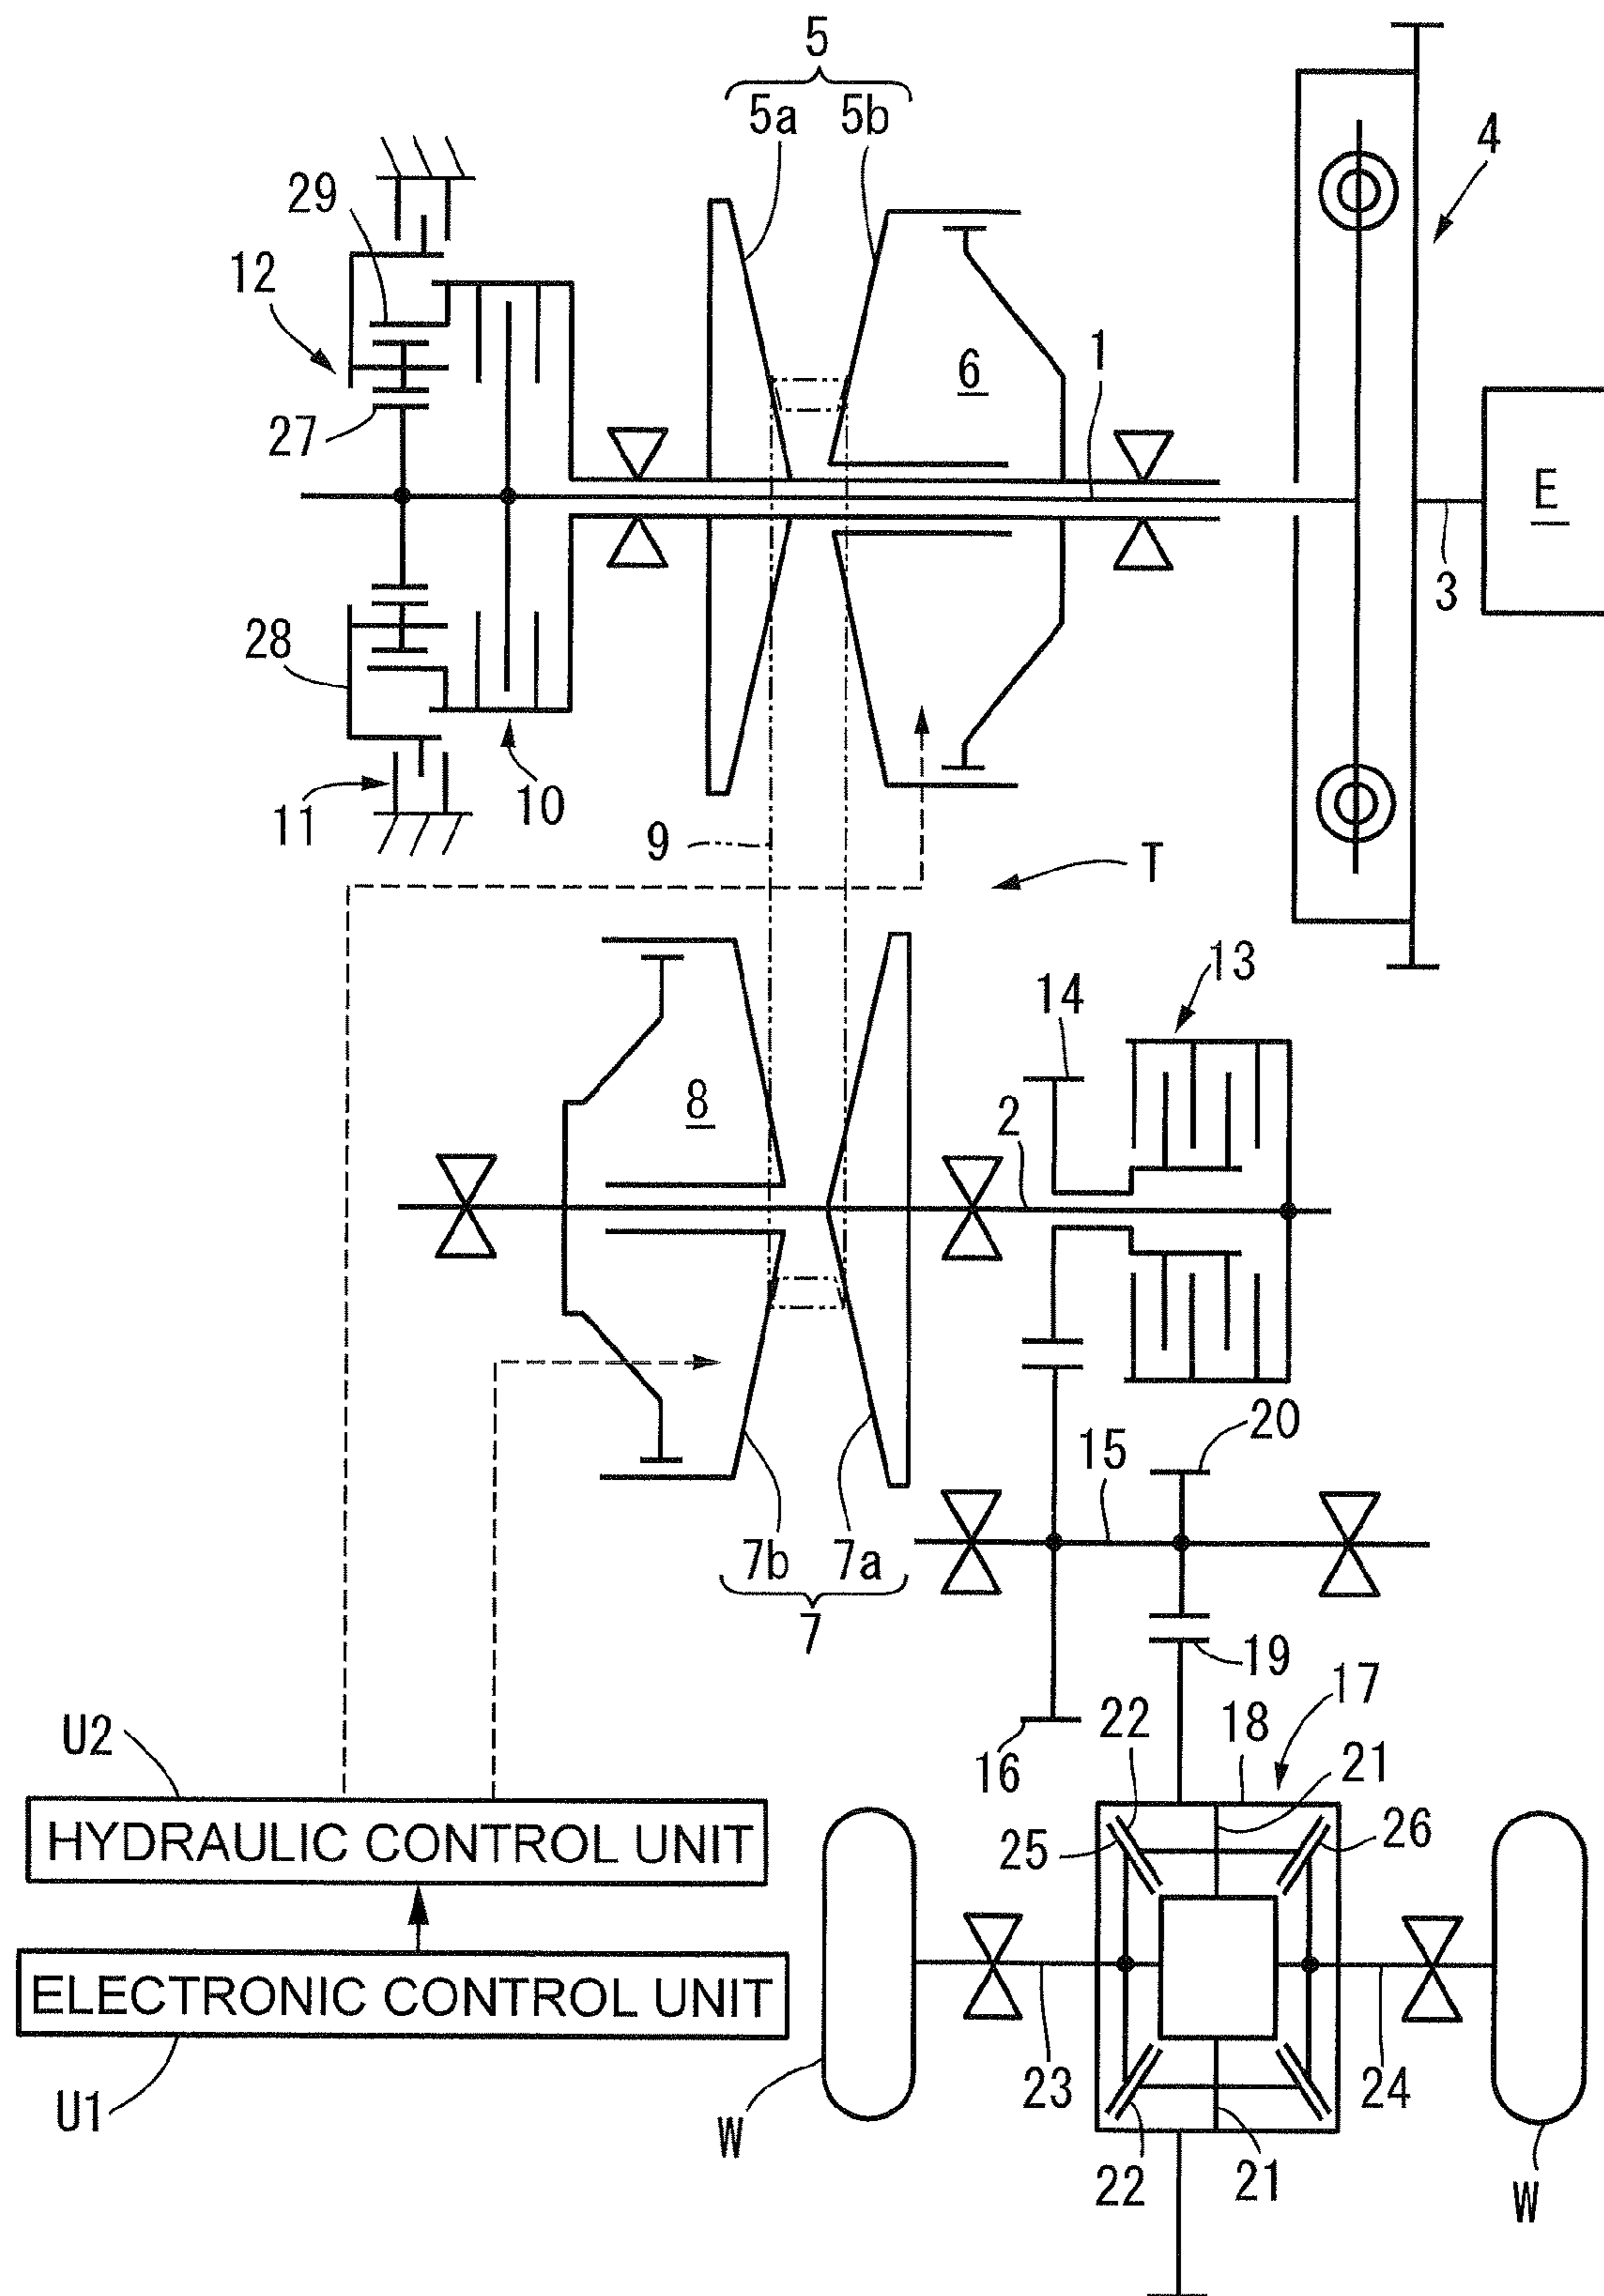 5
5a 5b
4
29
12
1
6
27
E
3
28
11
10
9
T
13
14
8
2
20
15
7b 7a
7
19
17
22 18
U2
16
21
HYDRAULIC CONTROL UNIT
25
26
ELECTRONIC CONTROL UNIT
23
24
U1
W
22 21
W